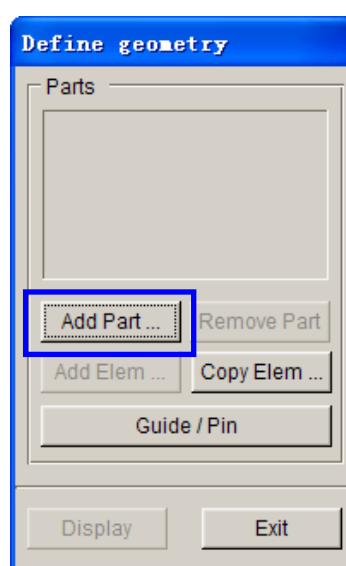 Define geometry
Parts
Add Part ...
Remove Part
Add Elem ...
Copy Elem ...
Guide / Pin
Display
Exit